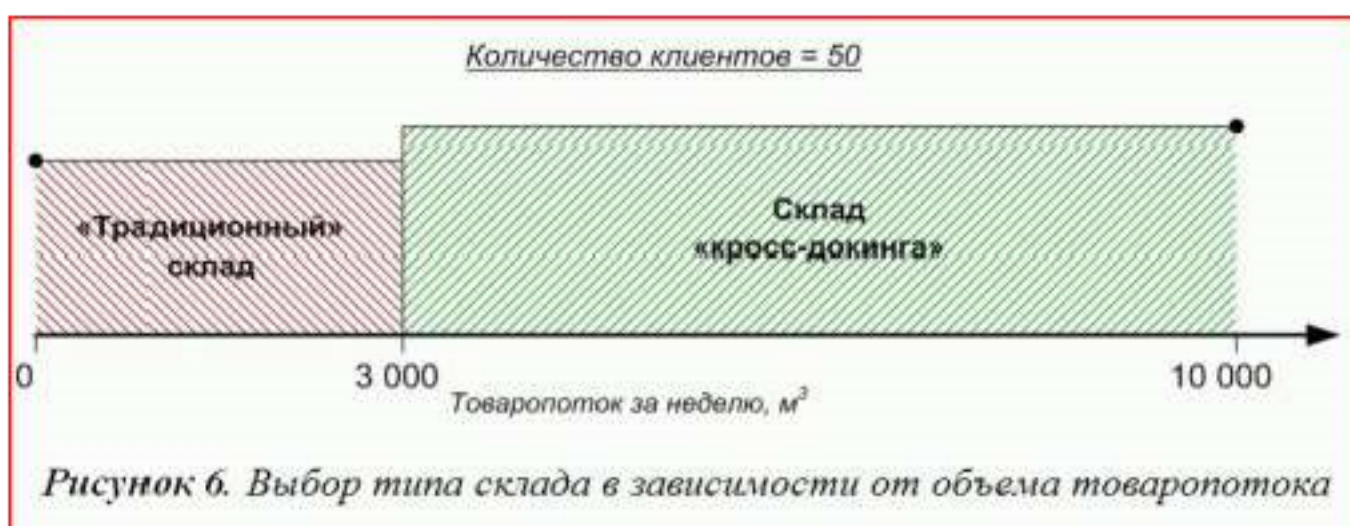 Количество клиентов = 50
«Традиционный»
склад
Склад
«кросс-докинга»
0
3 000
10 000
Товаропоток за неделю, м³
Рисунок 6. Выбор типа склада в зависимости от объема товаропотока